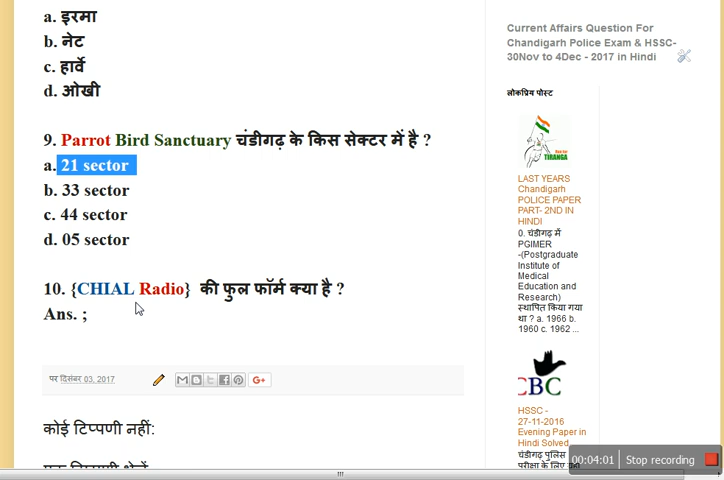 a. इरमा
b. नेट
c. हार्वे
d. ओखी
9. Parrot Bird Sanctuary चंडीगढ़ के किस सेक्टर में है ?
a. 21 sector
b. 33 sector
c. 44 sector
d. 05 sector
10. {CHIAL Radio} की फुल फॉर्म क्या है ?
Ans. ;
पर दिसंबर 03, 2017
G+
कोई टिप्पणी नहीं:
Current Affairs Question For
Chandigarh Police Exam & HSSC-
30Nov to 4Dec - 2017 in Hindi
लोकप्रिय पोस्ट
TIRANGA
LAST YEARS
Chandigarh
POLICE PAPER
PART- 2ND IN
HINDI
0. चंडीगढ़ में
PGIMER
-(Postgraduate
Institute of
Medical
Education and
Research)
स्थापित किया गया
था ? a. 1966 b.
1960 c. 1962 ...
CBC
HSSC -
27-11-2016
Evening Paper in
Hindi Solved
चंडीगढ़ पुलिस
00:04:01 Stop recording